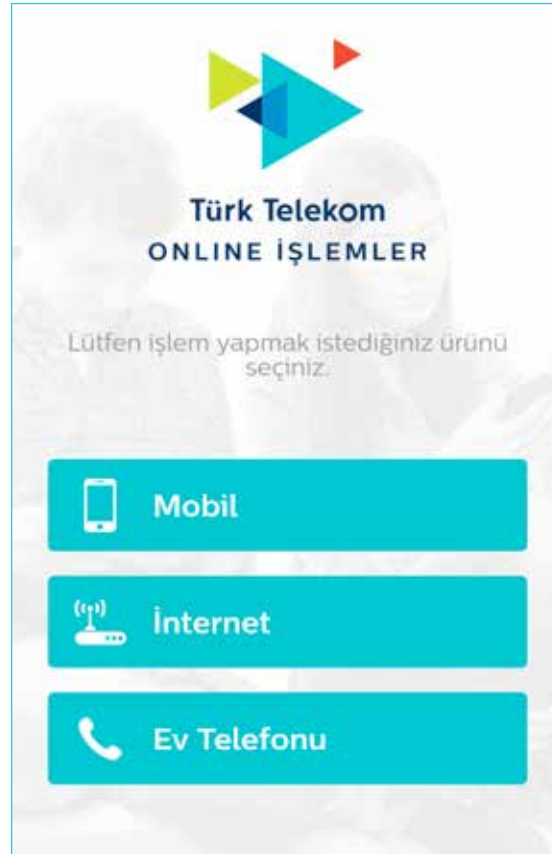 Türk Telekom
ONLINE İŞLEMLER
Lütfen işlem yapmak istediğiniz ürünü
seçiniz.
Mobil
İnternet
Ev Telefonu